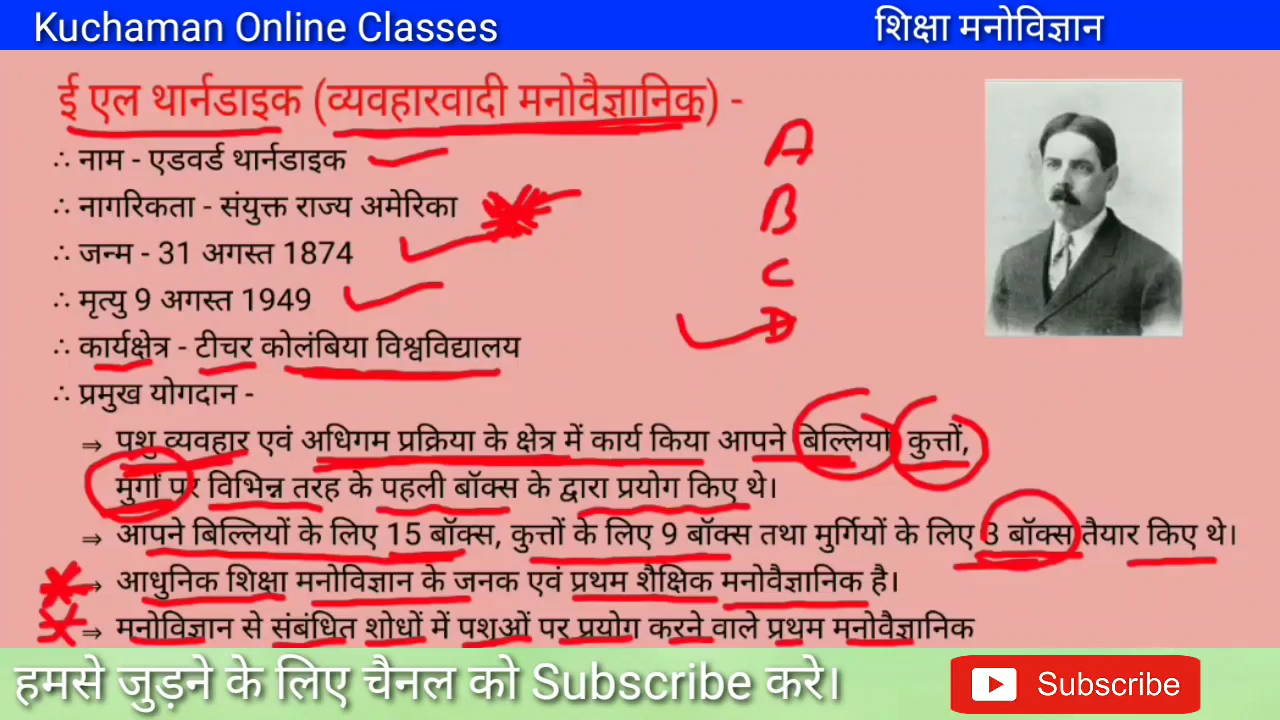 Kuchaman Online Classes
शिक्षा मनोविज्ञान
ई एल थार्नडाइक (व्यवहारवादी मनोवैज्ञानिक) -
∴ नाम - एडवर्ड थार्नडाइक
∴ नागरिकता - संयुक्त राज्य अमेरिका
∴ जन्म - 31 अगस्त 1874
∴ मृत्यु 9 अगस्त 1949
∴ कार्यक्षेत्र - टीचर कोलंबिया विश्वविद्यालय
∴ प्रमुख योगदान -
⇒ पशु व्यवहार एवं अधिगम प्रक्रिया के क्षेत्र में कार्य किया आपने बिल्लियों कुत्तों,
मुर्गों पर विभिन्न तरह के पहली बॉक्स के द्वारा प्रयोग किए थे।
⇒ आपने बिल्लियों के लिए 15 बॉक्स, कुत्तों के लिए 9 बॉक्स तथा मुर्गियों के लिए 3 बॉक्स तैयार किए थे।
⇒ आधुनिक शिक्षा मनोविज्ञान के जनक एवं प्रथम शैक्षिक मनोवैज्ञानिक है।
⇒ मनोविज्ञान से संबंधित शोधों में पशुओं पर प्रयोग करने वाले प्रथम मनोवैज्ञानिक
A
B
C
D
हमसे जुड़ने के लिए चैनल को Subscribe करे।
Subscribe